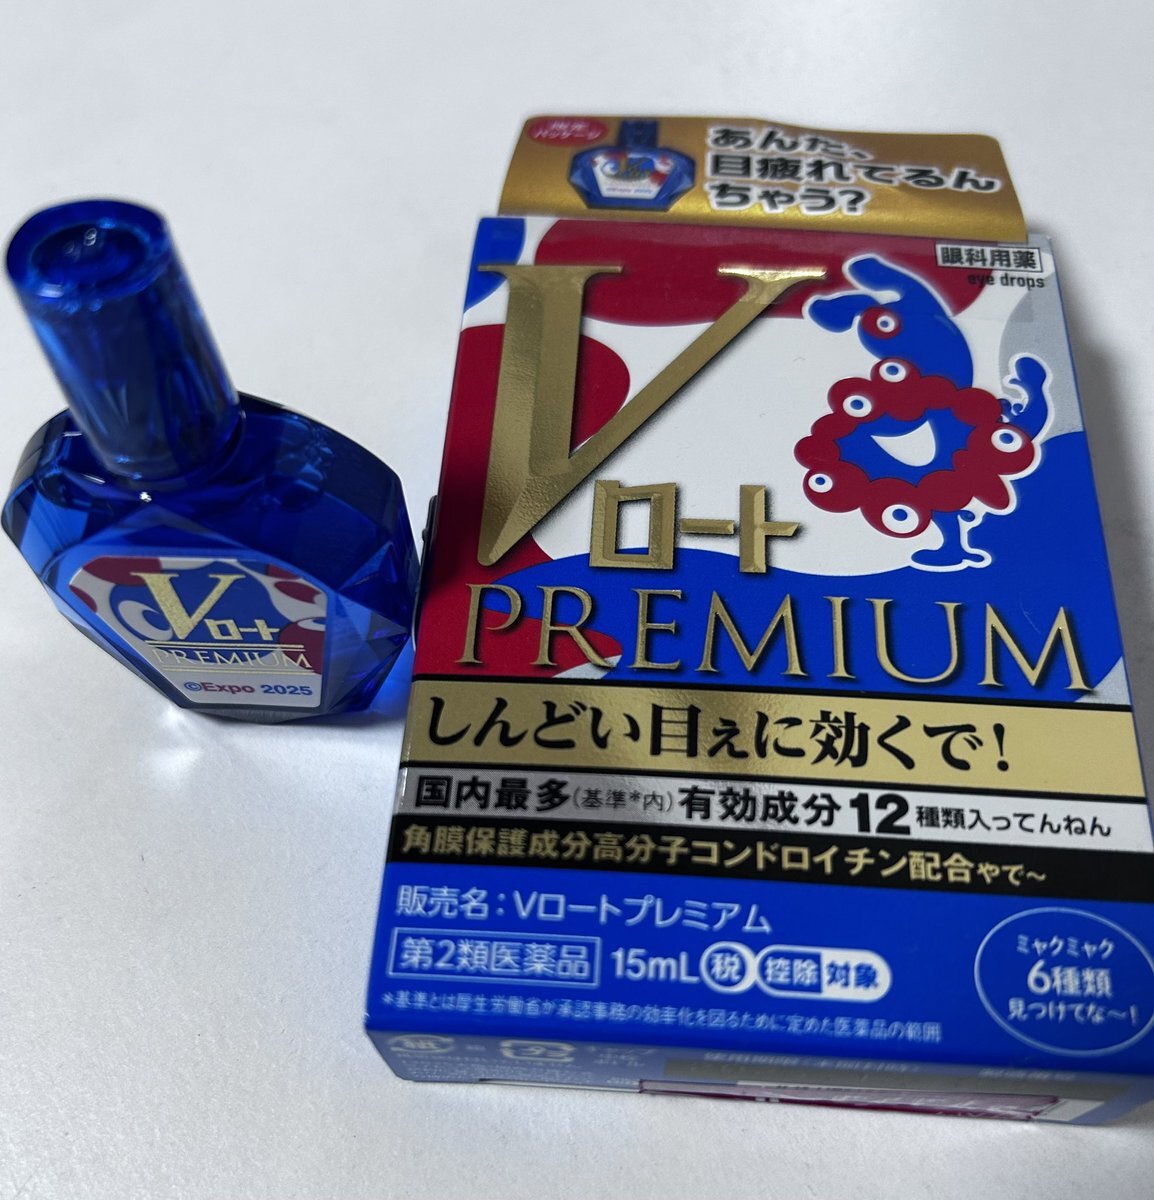 限定
パッケージ
あんた、
目疲れてるん
ちゃう?
眼科用薬
eye drops
V
ロート
PREMIUM
しんどい目ぇに効くで!
国内最多(基準*内)有効成分12種類入ってんねん
角膜保護成分高分子コンドロイチン配合やで~
販売名:Vロートプレミアム
第2類医薬品 15mL 税 控除対象
*基準とは厚生労働省が承認事務の効率化を図るために定めた医薬品の範囲
ミャクミャク
6種類
見つけてな~!
V
ロート
PREMIUM
©Expo 2025